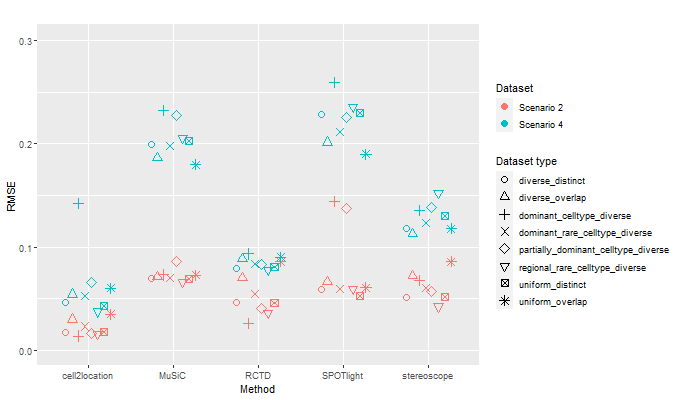 0.3
0.2
0.1
0.0
RMSE
cell2location
MuSiC
RCTD
SPOTlight
stereoscope
Method
Dataset
Scenario 2
Scenario 4
Dataset type
diverse_distinct
diverse_overlap
dominant_celltype_diverse
dominant_rare_celltype_diverse
partially_dominant_celltype_diverse
regional_rare_celltype_diverse
uniform_distinct
uniform_overlap